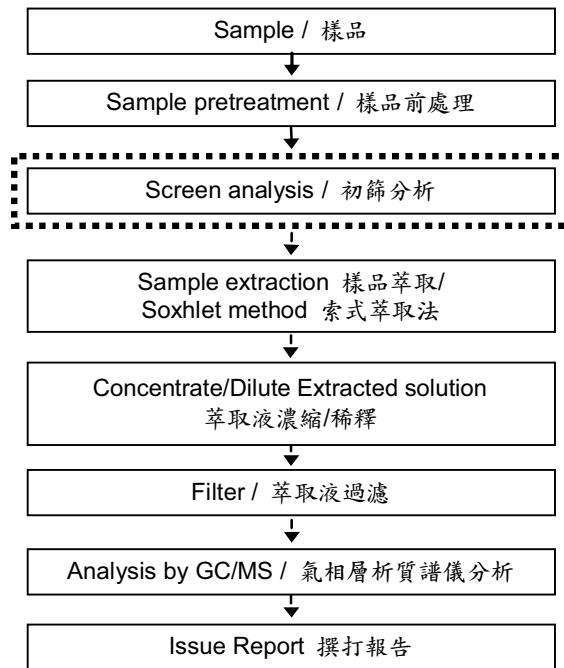 Sample / 樣品
Sample pretreatment / 樣品前處理
Screen analysis / 初篩分析
Sample extraction 樣品萃取/
Soxhlet method 索式萃取法
Concentrate/Dilute Extracted solution
萃取液濃縮/稀釋
Filter / 萃取液過濾
Analysis by GC/MS / 氣相層析質譜儀分析
Issue Report 撰打報告